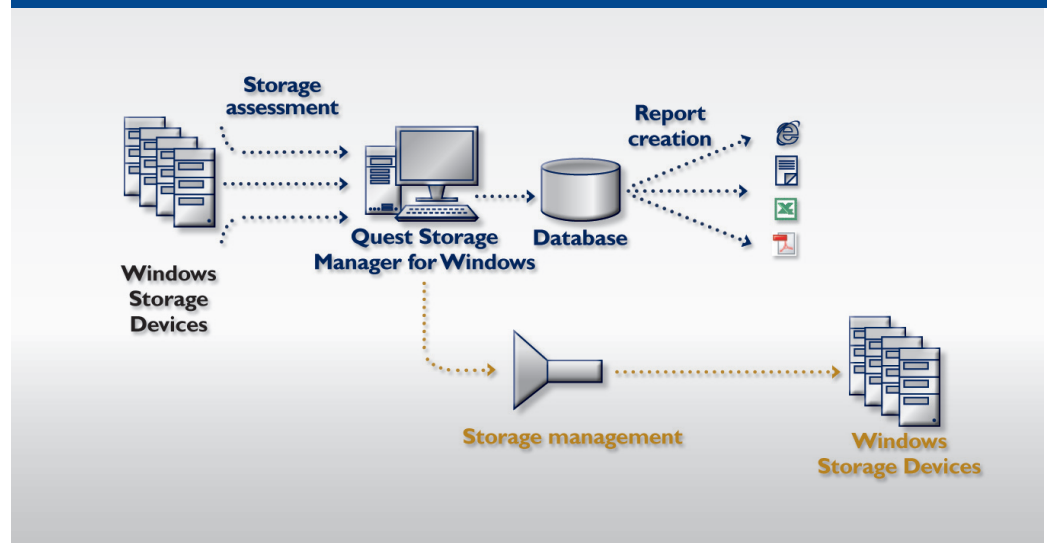 Storage
assessment
Report
creation
Quest Storage
Manager for Windows
Database
Windows
Storage
Devices
Storage management
Windows
Storage Devices